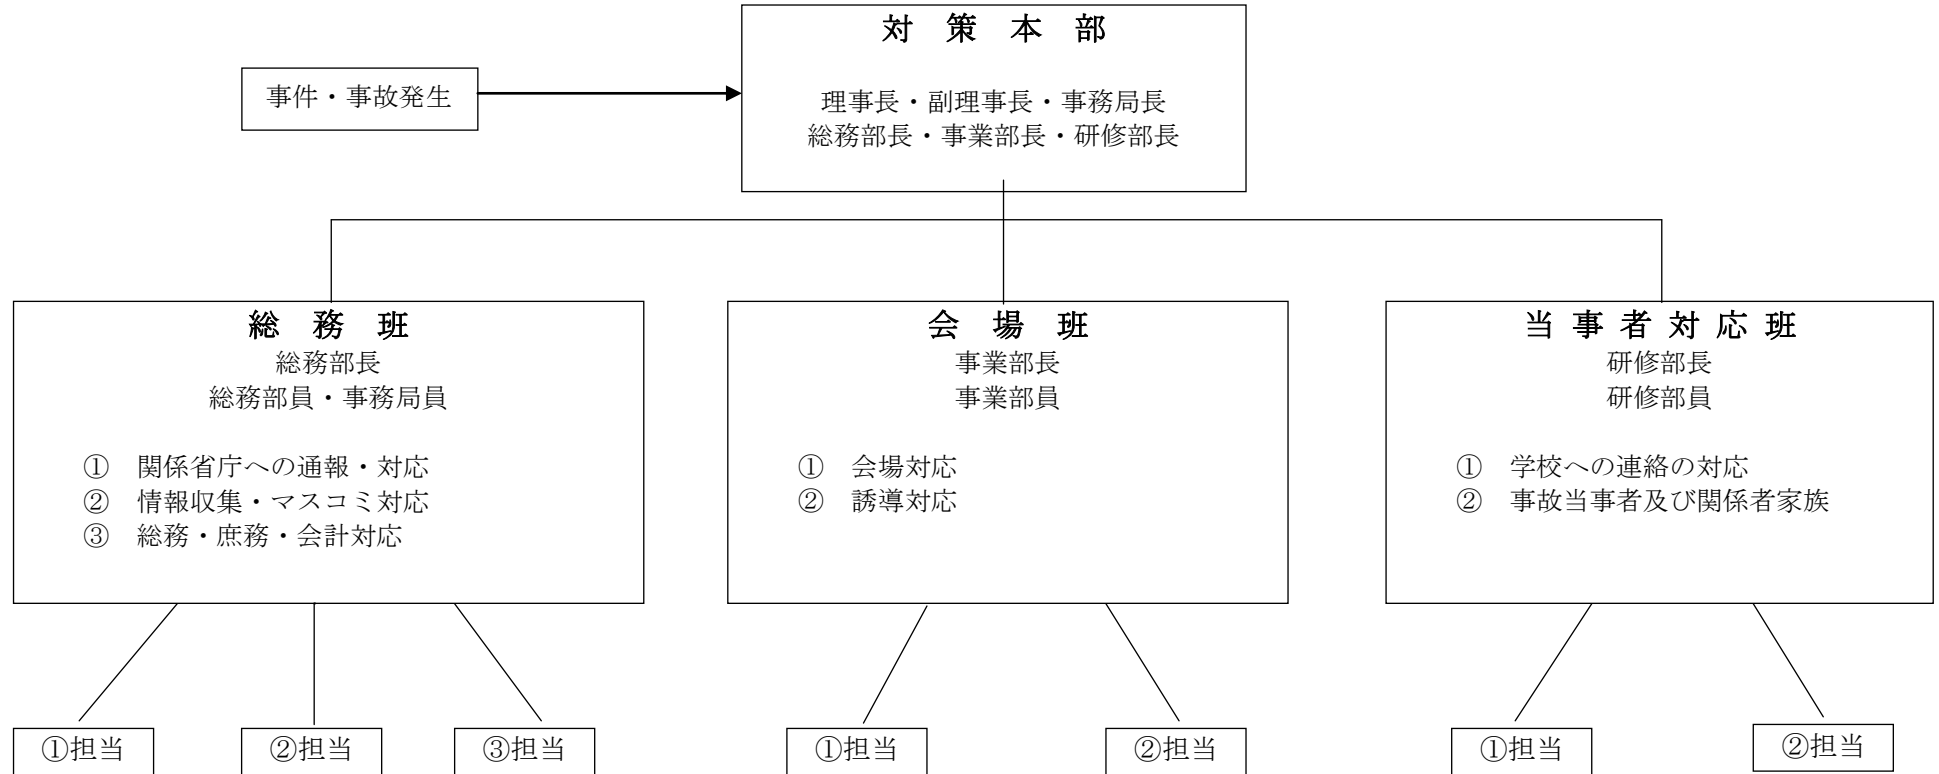 対　策　本　部
事件・事故発生
理事長・副理事長・事務局長
総務部長・事業部長・研修部長
総　務　班
総務部長
総務部員・事務局員
①　関係省庁への通報・対応
②　情報収集・マスコミ対応
③　総務・庶務・会計対応
会　場　班
事業部長
事業部員
①　会場対応
②　誘導対応
当 事 者 対 応 班
研修部長
研修部員
①　学校への連絡の対応
②　事故当事者及び関係者家族
①担当
②担当
③担当
①担当
②担当
①担当
②担当